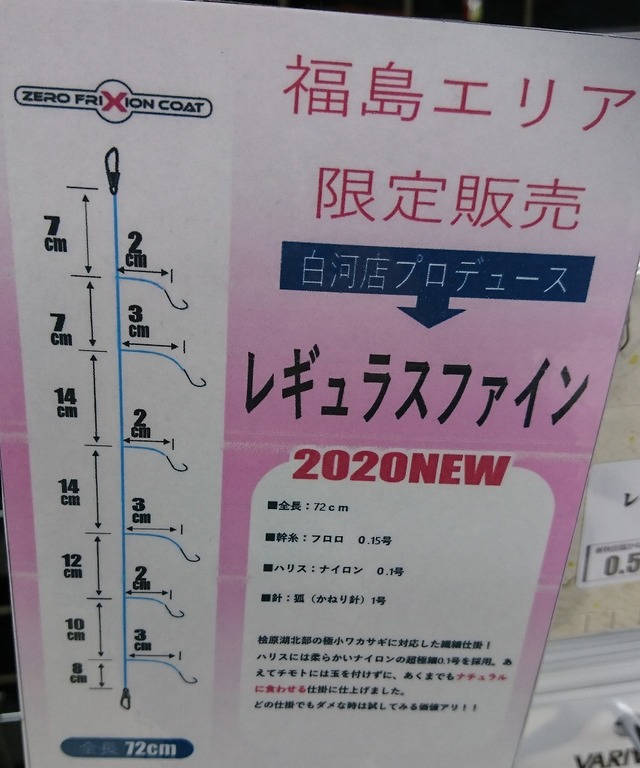 ZERO FRIXION COAT
福島エリア
限定販売
白河店プロデュース
レギュラスファイン
2020NEW
■全長：72cm
■幹糸：フロロ 0.15号
■ハリス：ナイロン 0.1号
■針：狐（かねり針）1号
桧原湖北部の極小ワカサギに対応した繊細仕掛！
ハリスには柔らかいナイロンの超極細0.1号を採用。あ
えてチモトには玉を付けずに、あくまでもナチュラル
に食わせる仕掛に仕上げました。
どの仕掛でもダメな時は試してみる価値アリ！！
7cm
2cm
7cm
3cm
14cm
2cm
14cm
3cm
12cm
2cm
10cm
3cm
8cm
全長 72cm
レ
0.5
VARIV